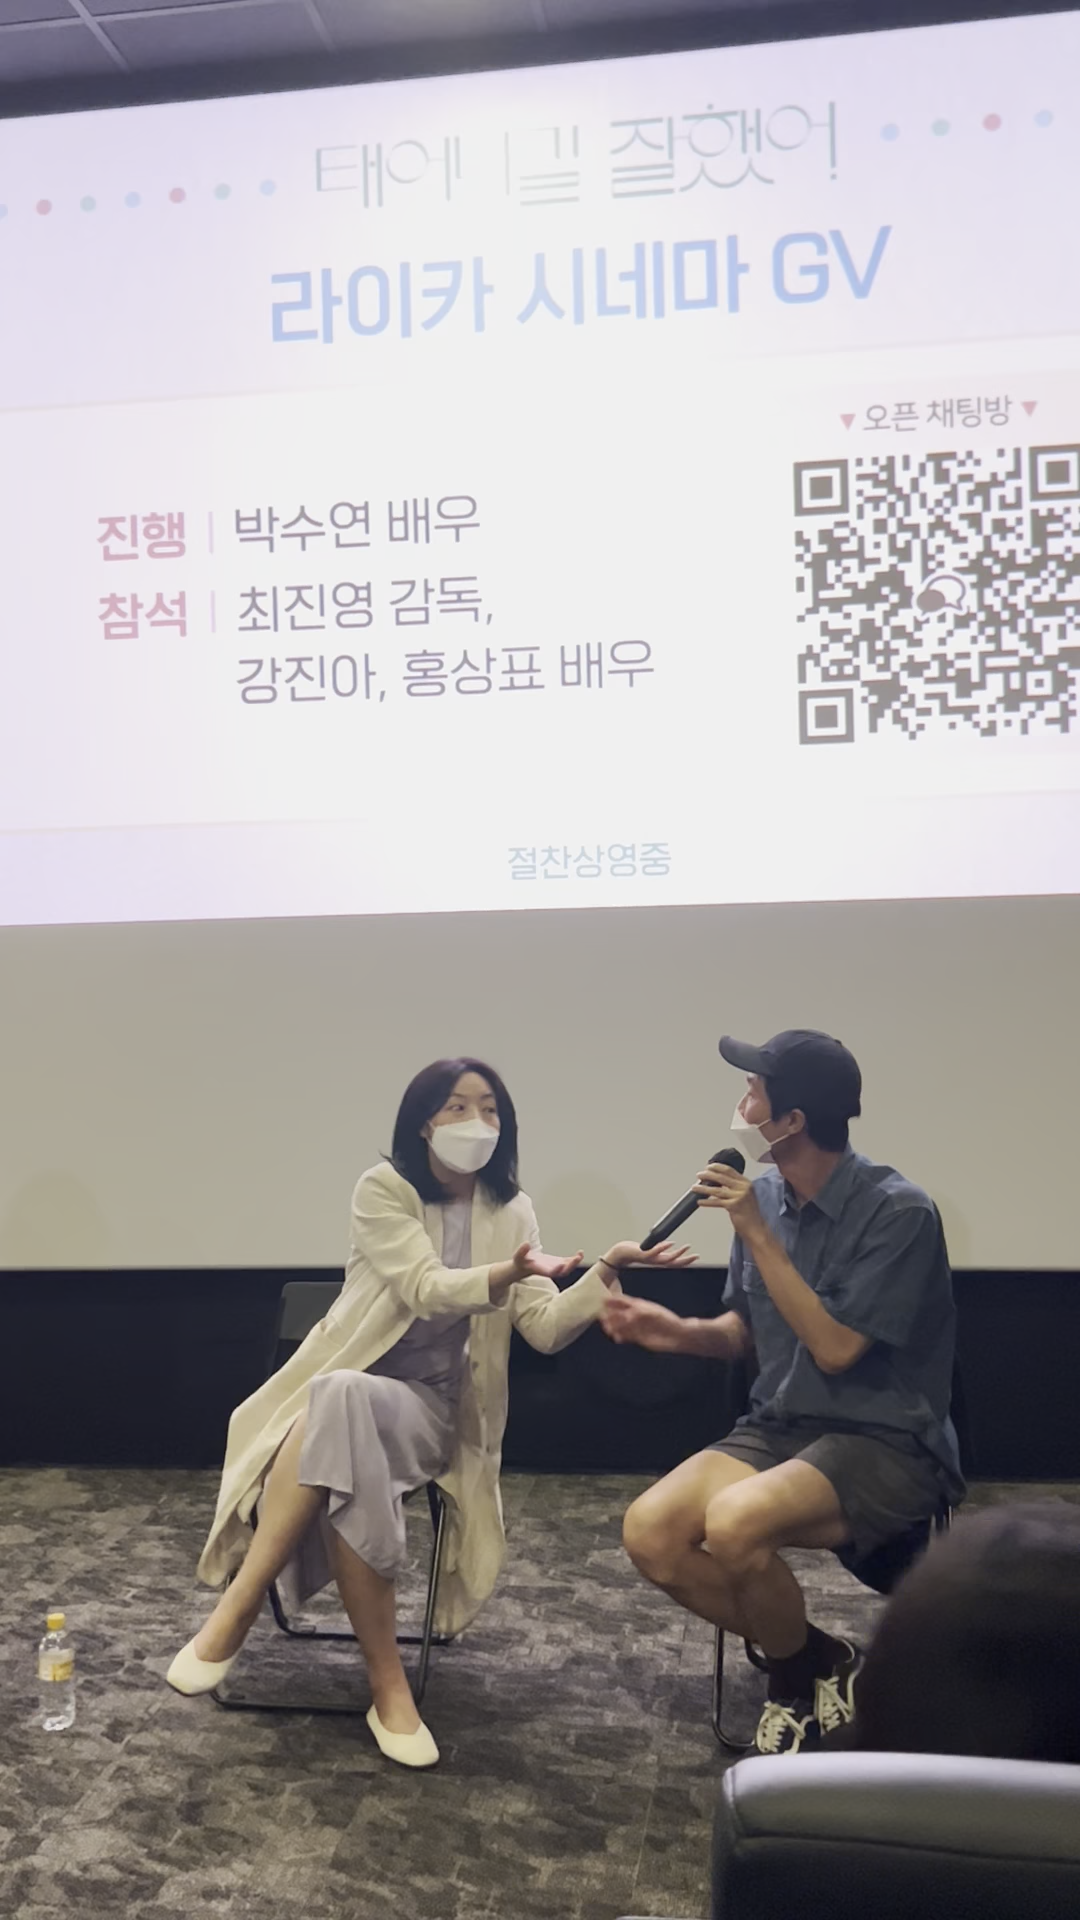 태어나길 잘했어
라이카 시네마 GV
▼ 오픈 채팅방 ▼
진행 | 박수연 배우
참석 | 최진영 감독,
강진아, 홍상표 배우
절찬상영중